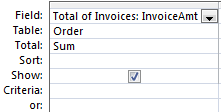 Field: Total of Invoices: InvoiceAmt
Table: Order
Total: Sum
Sort:
Show:
Criteria:
or: